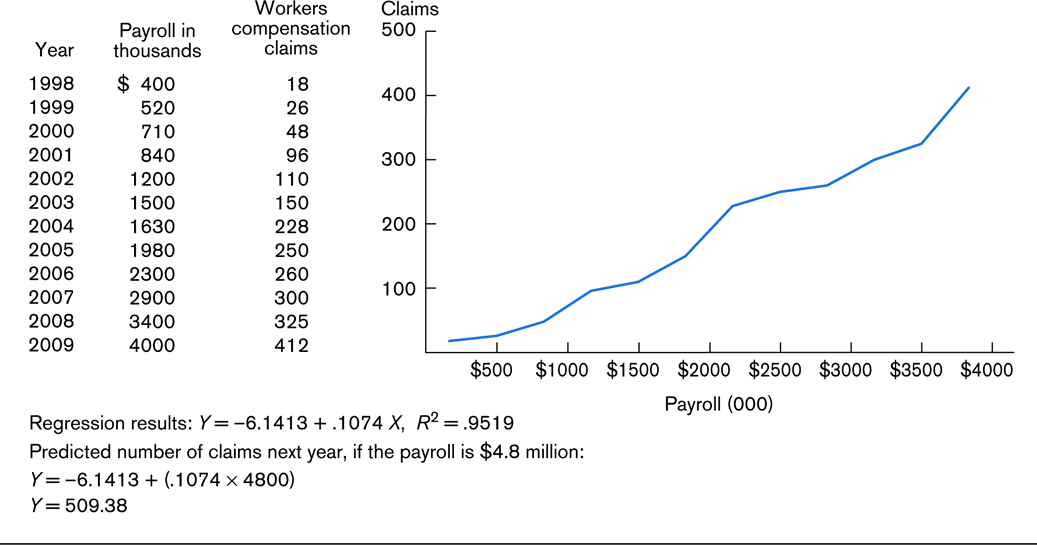 Year Payroll in thousands Workers compensation claims
1998 $ 400 18
1999 520 26
2000 710 48
2001 840 96
2002 1200 110
2003 1500 150
2004 1630 228
2005 1980 250
2006 2300 260
2007 2900 300
2008 3400 325
2009 4000 412
Claims
500
400
300
200
100
$500 $1000 $1500 $2000 $2500 $3000 $3500 $4000
Payroll (000)
Regression results: Y = –6.1413 + .1074 X, R² = .9519
Predicted number of claims next year, if the payroll is $4.8 million:
Y = –6.1413 + (.1074 × 4800)
Y = 509.38